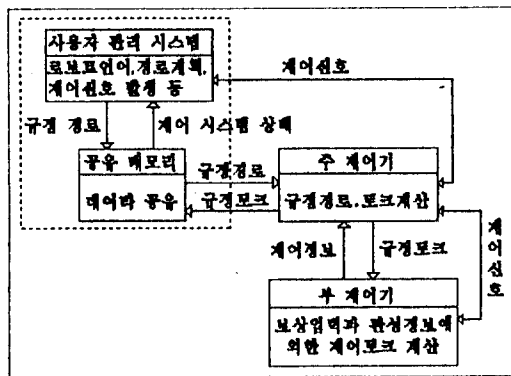 사용자 관리 시스템
로보트언어,경로계획,
제어신호 발생 등
제어신호
규정 경로
제어 시스템 상태
공유 메모리
데이타 공유
규정경로
규정토크
주 제어기
규정경로,토크계산
제어정보
규정토크
제어신호
부 제어기
보상입력과 관성정보에
의한 제어토크 계산